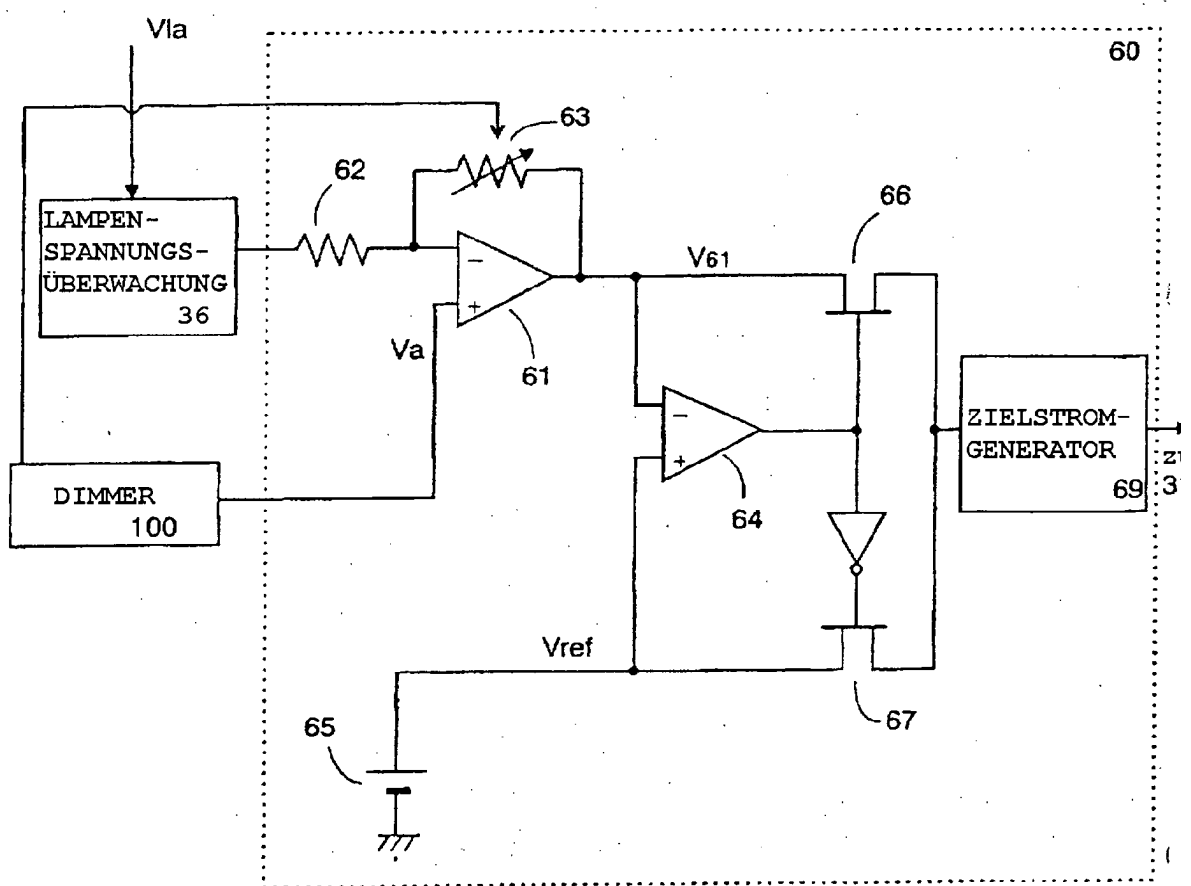 Vla
60
63
62
LAMPEN-
SPANNUNGS-
ÜBERWACHUNG
36
66
V61
−
+
61
Va
ZIELSTROM-
GENERATOR
69
−
+
64
DIMMER
100
Vref
67
65